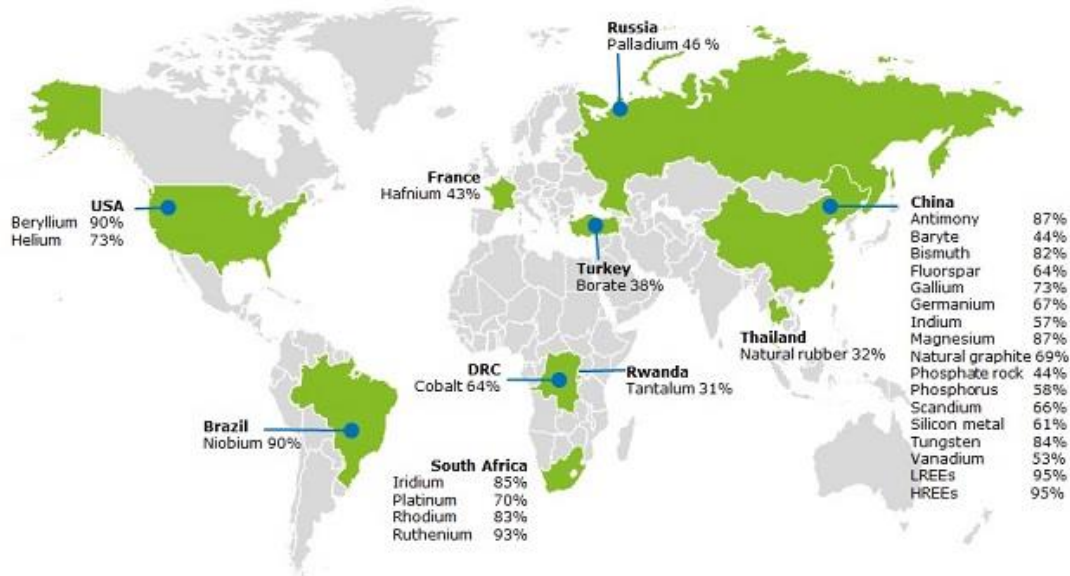 Russia
Palladium 46 %
France
Hafnium 43%
USA
Beryllium 90%
Helium 73%
Turkey
Borate 38%
China
Antimony 87%
Baryte 44%
Bismuth 82%
Fluorspar 64%
Gallium 73%
Germanium 67%
Indium 57%
Magnesium 87%
Natural graphite 69%
Phosphate rock 44%
Phosphorus 58%
Scandium 66%
Silicon metal 61%
Tungsten 84%
Vanadium 53%
LREEs 95%
HREEs 95%
Thailand
Natural rubber 32%
DRC
Cobalt 64%
Rwanda
Tantalum 31%
Brazil
Niobium 90%
South Africa
Iridium 85%
Platinum 70%
Rhodium 83%
Ruthenium 93%